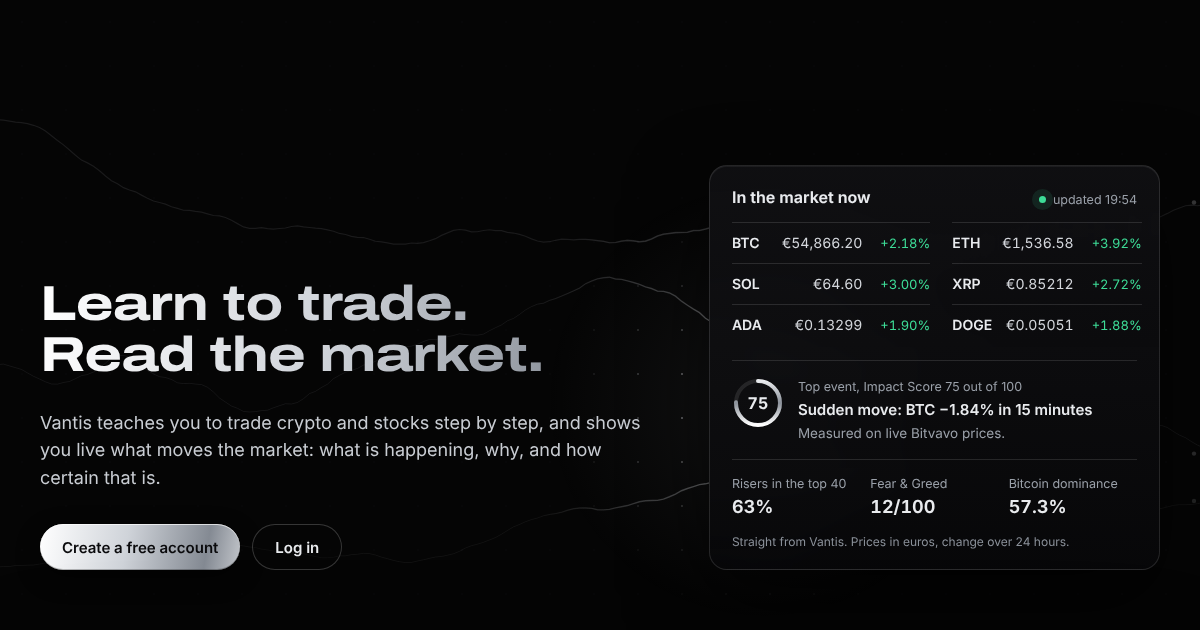 Learn to trade.
Read the market.
Vantis teaches you to trade crypto and stocks step by step, and shows
you live what moves the market: what is happening, why, and how
certain that is.
Create a free account
Log in
In the market now
updated 19:54
BTC €54,866.20 +2.18% ETH €1,536.58 +3.92%
SOL €64.60 +3.00% XRP €0.85212 +2.72%
ADA €0.13299 +1.90% DOGE €0.05051 +1.88%
75
Top event, Impact Score 75 out of 100
Sudden move: BTC −1.84% in 15 minutes
Measured on live Bitvavo prices.
Risers in the top 40 Fear & Greed Bitcoin dominance
63% 12/100 57.3%
Straight from Vantis. Prices in euros, change over 24 hours.